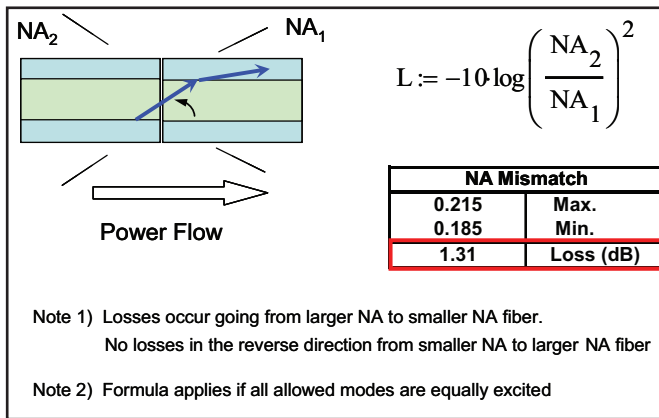 NA2 NA1
L := −10·log(NA2/NA1)^2
NA Mismatch
0.215 Max.
0.185 Min.
1.31 Loss (dB)
Power Flow
Note 1) Losses occur going from larger NA to smaller NA fiber.
No losses in the reverse direction from smaller NA to larger NA fiber
Note 2) Formula applies if all allowed modes are equally excited